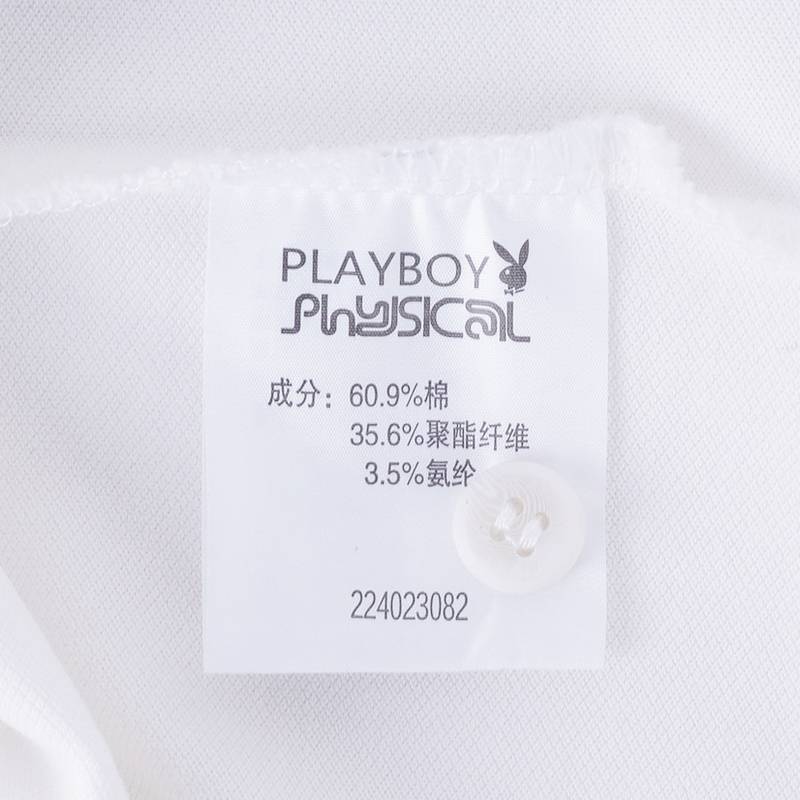 PLAYBOY
PhySICAL
成分：60.9%棉
35.6%聚酯纤维
3.5%氨纶
224023082